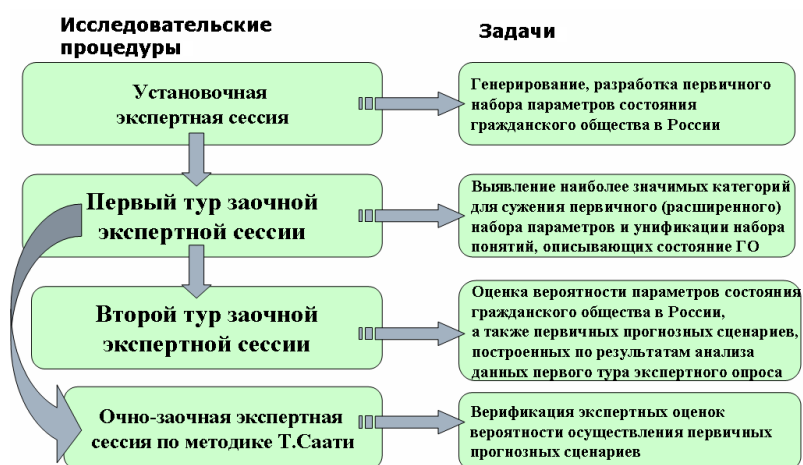 Исследовательские
процедуры
Задачи
Установочная
экспертная сессия
Генерирование, разработка первичного
набора параметров состояния
гражданского общества в России
Первый тур заочной
экспертной сессии
Выявление наиболее значимых категорий
для сужения первичного (расширенного)
набора параметров и унификации набора
понятий, описывающих состояние ГО
Второй тур заочной
экспертной сессии
Оценка вероятности параметров состояния
гражданского общества в России,
а также первичных прогнозных сценариев,
построенных по результатам анализа
данных первого тура экспертного опроса
Очно-заочная экспертная
сессия по методике Т.Саати
Верификация экспертных оценок
вероятности осуществления первичных
прогнозных сценариев